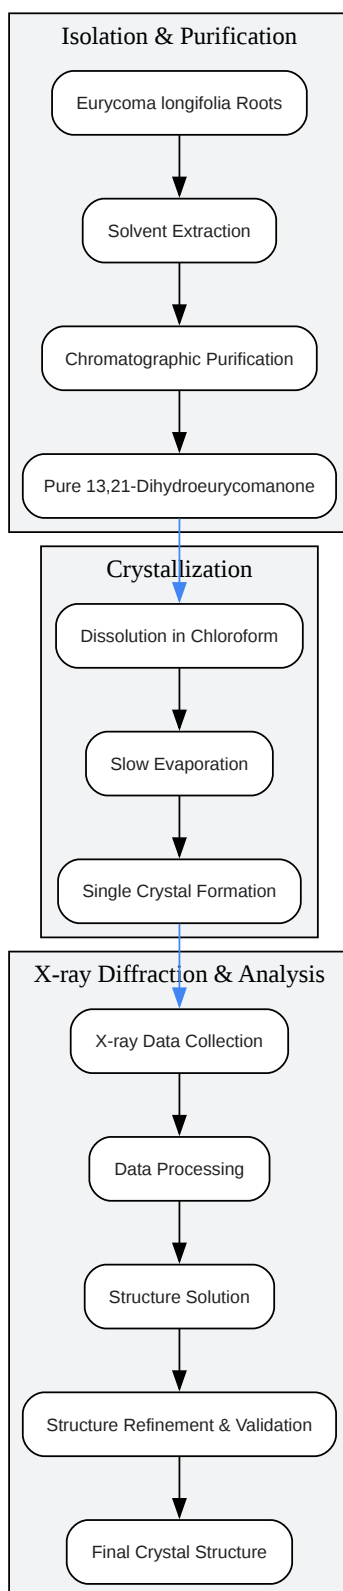 Isolation & Purification
Eurycoma longifolia Roots
Solvent Extraction
Chromatographic Purification
Pure 13,21-Dihydroeurycomanone
Crystallization
Dissolution in Chloroform
Slow Evaporation
Single Crystal Formation
X-ray Diffraction & Analysis
X-ray Data Collection
Data Processing
Structure Solution
Structure Refinement & Validation
Final Crystal Structure